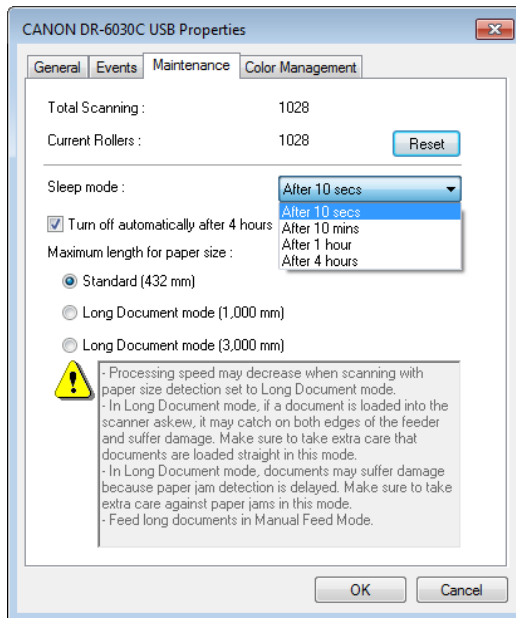 CANON DR-6030C USB Properties
General Events Maintenance Color Management
Total Scanning : 1028
Current Rollers : 1028 Reset
Sleep mode : After 10 secs
After 10 secs
Turn off automatically after 4 hours
After 10 mins
After 1 hour
After 4 hours
Maximum length for paper size :
Standard (432 mm)
Long Document mode (1,000 mm)
Long Document mode (3,000 mm)
- Processing speed may decrease when scanning with
paper size detection set to Long Document mode.
- In Long Document mode, if a document is loaded into the
scanner askew, it may catch on both edges of the feeder
and suffer damage. Make sure to take extra care that
documents are loaded straight in this mode.
- In Long Document mode, documents may suffer damage
because paper jam detection is delayed. Make sure to take
extra care against paper jams in this mode.
- Feed long documents in Manual Feed Mode.
OK Cancel